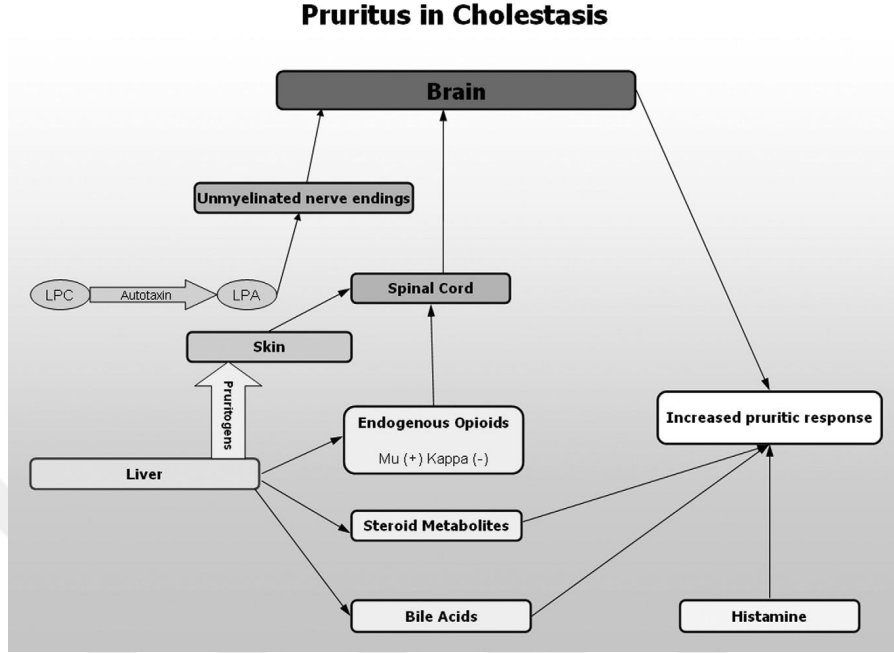 Pruritus in Cholestasis
Brain
Unmyelinated nerve endings
LPC
Autotaxin
LPA
Spinal Cord
Skin
Pruritogens
Liver
Endogenous Opioids
Mu (+) Kappa (-)
Increased pruritic response
Steroid Metabolites
Bile Acids
Histamine